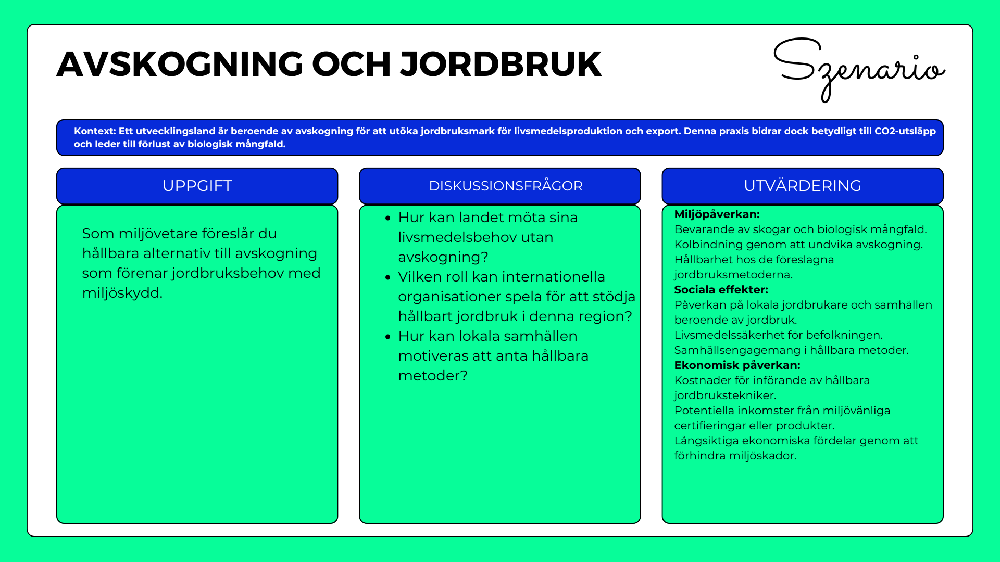 AVSKOGNING OCH JORDBRUK
Szenario
Kontext: Ett utvecklingsland är beroende av avskogning för att utöka jordbruksmark för livsmedelsproduktion och export. Denna praxis bidrar dock betydligt till CO2-utsläpp
och leder till förlust av biologisk mångfald.
UPPGIFT
Som miljövetare föreslår du
hållbara alternativ till avskogning
som förenar jordbruksbehov med
miljöskydd.
DISKUSSIONSFRÅGOR
• Hur kan landet möta sina
livsmedelsbehov utan
avskogning?
• Vilken roll kan internationella
organisationer spela för att stödja
hållbart jordbruk i denna region?
• Hur kan lokala samhällen
motiveras att anta hållbara
metoder?
UTVÄRDERING
Miljöpåverkan:
Bevarande av skogar och biologisk mångfald.
Kolbindning genom att undvika avskogning.
Hållbarhet hos de föreslagna
jordbruksmetoderna.
Sociala effekter:
Påverkan på lokala jordbrukare och samhällen
beroende av jordbruk.
Livsmedelssäkerhet för befolkningen.
Samhällsengagemang i hållbara metoder.
Ekonomisk påverkan:
Kostnader för införande av hållbara
jordbrukstekniker.
Potentiella inkomster från miljövänliga
certifieringar eller produkter.
Långsiktiga ekonomiska fördelar genom att
förhindra miljöskador.